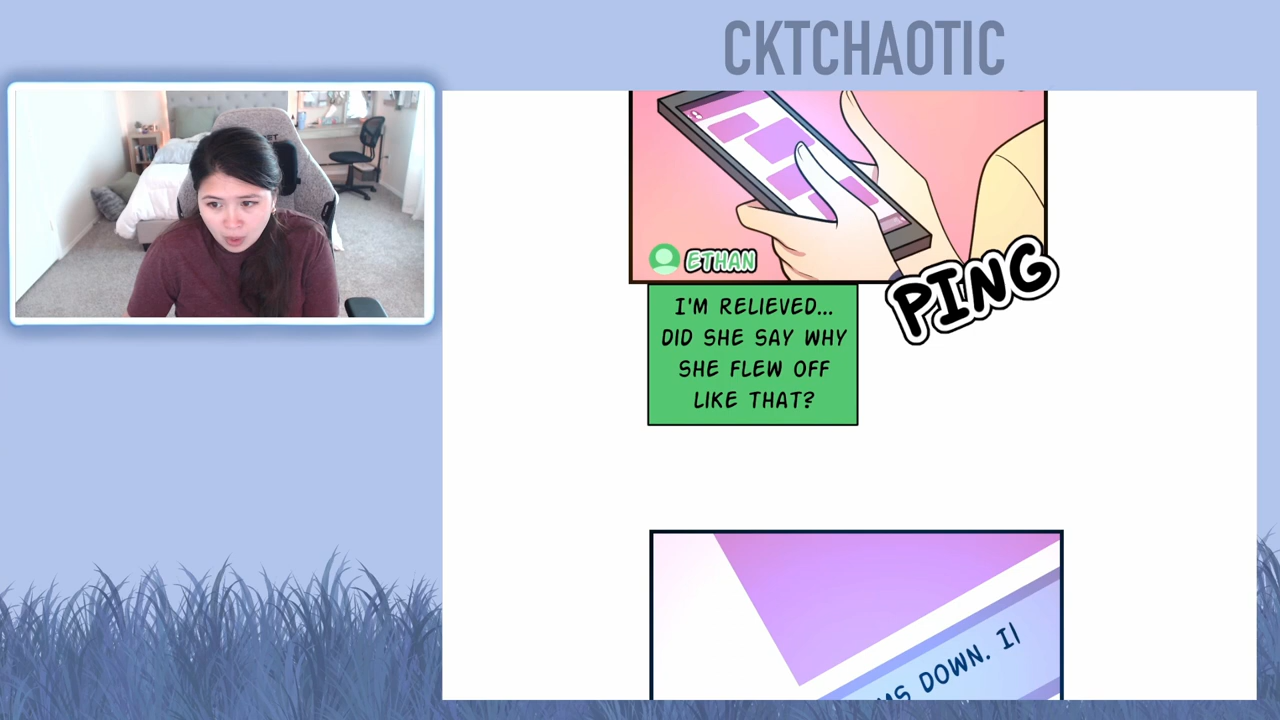 CKTCHAOTIC
ETHAN
PING
I'M RELIEVED...
DID SHE SAY WHY
SHE FLEW OFF
LIKE THAT?
DOWN. I